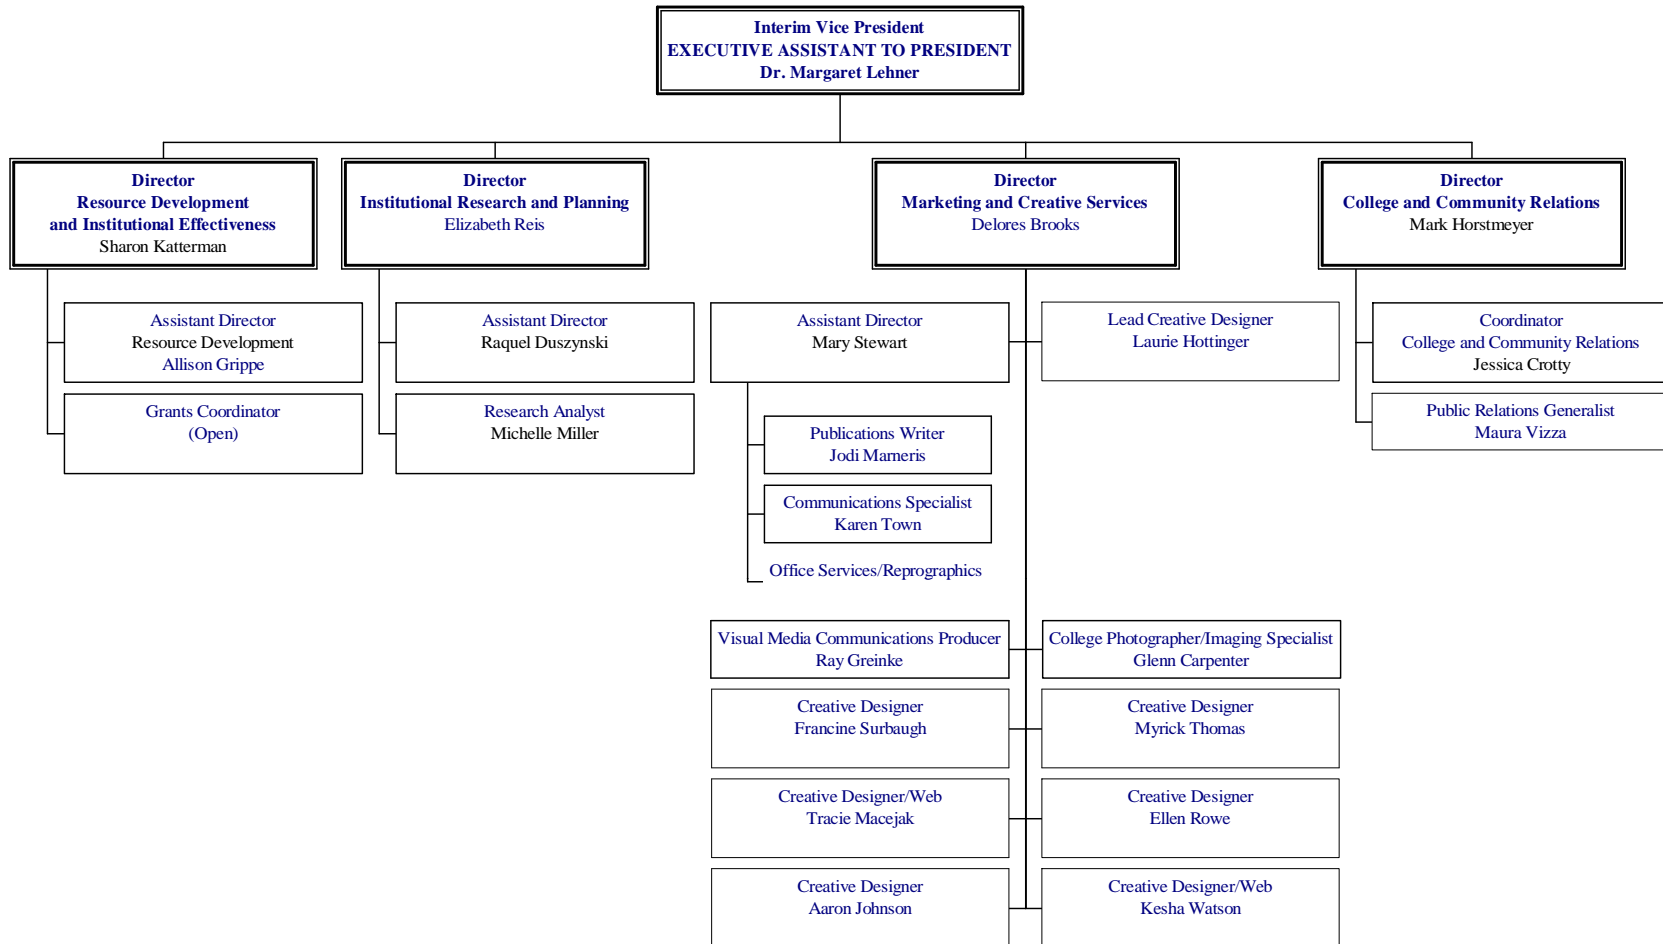 Interim Vice President
EXECUTIVE ASSISTANT TO PRESIDENT
Dr. Margaret Lehner
Director
Resource Development
and Institutional Effectiveness
Sharon Katterman
Director
Institutional Research and Planning
Elizabeth Reis
Director
Marketing and Creative Services
Delores Brooks
Director
College and Community Relations
Mark Horstmeyer
Assistant Director
Resource Development
Allison Grippe
Grants Coordinator
(Open)
Assistant Director
Raquel Duszynski
Research Analyst
Michelle Miller
Assistant Director
Mary Stewart
Publications Writer
Jodi Marneris
Communications Specialist
Karen Town
Office Services/Reprographics
Lead Creative Designer
Laurie Hottinger
Visual Media Communications Producer
Ray Greinke
College Photographer/Imaging Specialist
Glenn Carpenter
Creative Designer
Francine Surbaugh
Creative Designer
Myrick Thomas
Creative Designer/Web
Tracie Macejak
Creative Designer
Ellen Rowe
Creative Designer
Aaron Johnson
Creative Designer/Web
Kesha Watson
Coordinator
College and Community Relations
Jessica Crotty
Public Relations Generalist
Maura Vizza